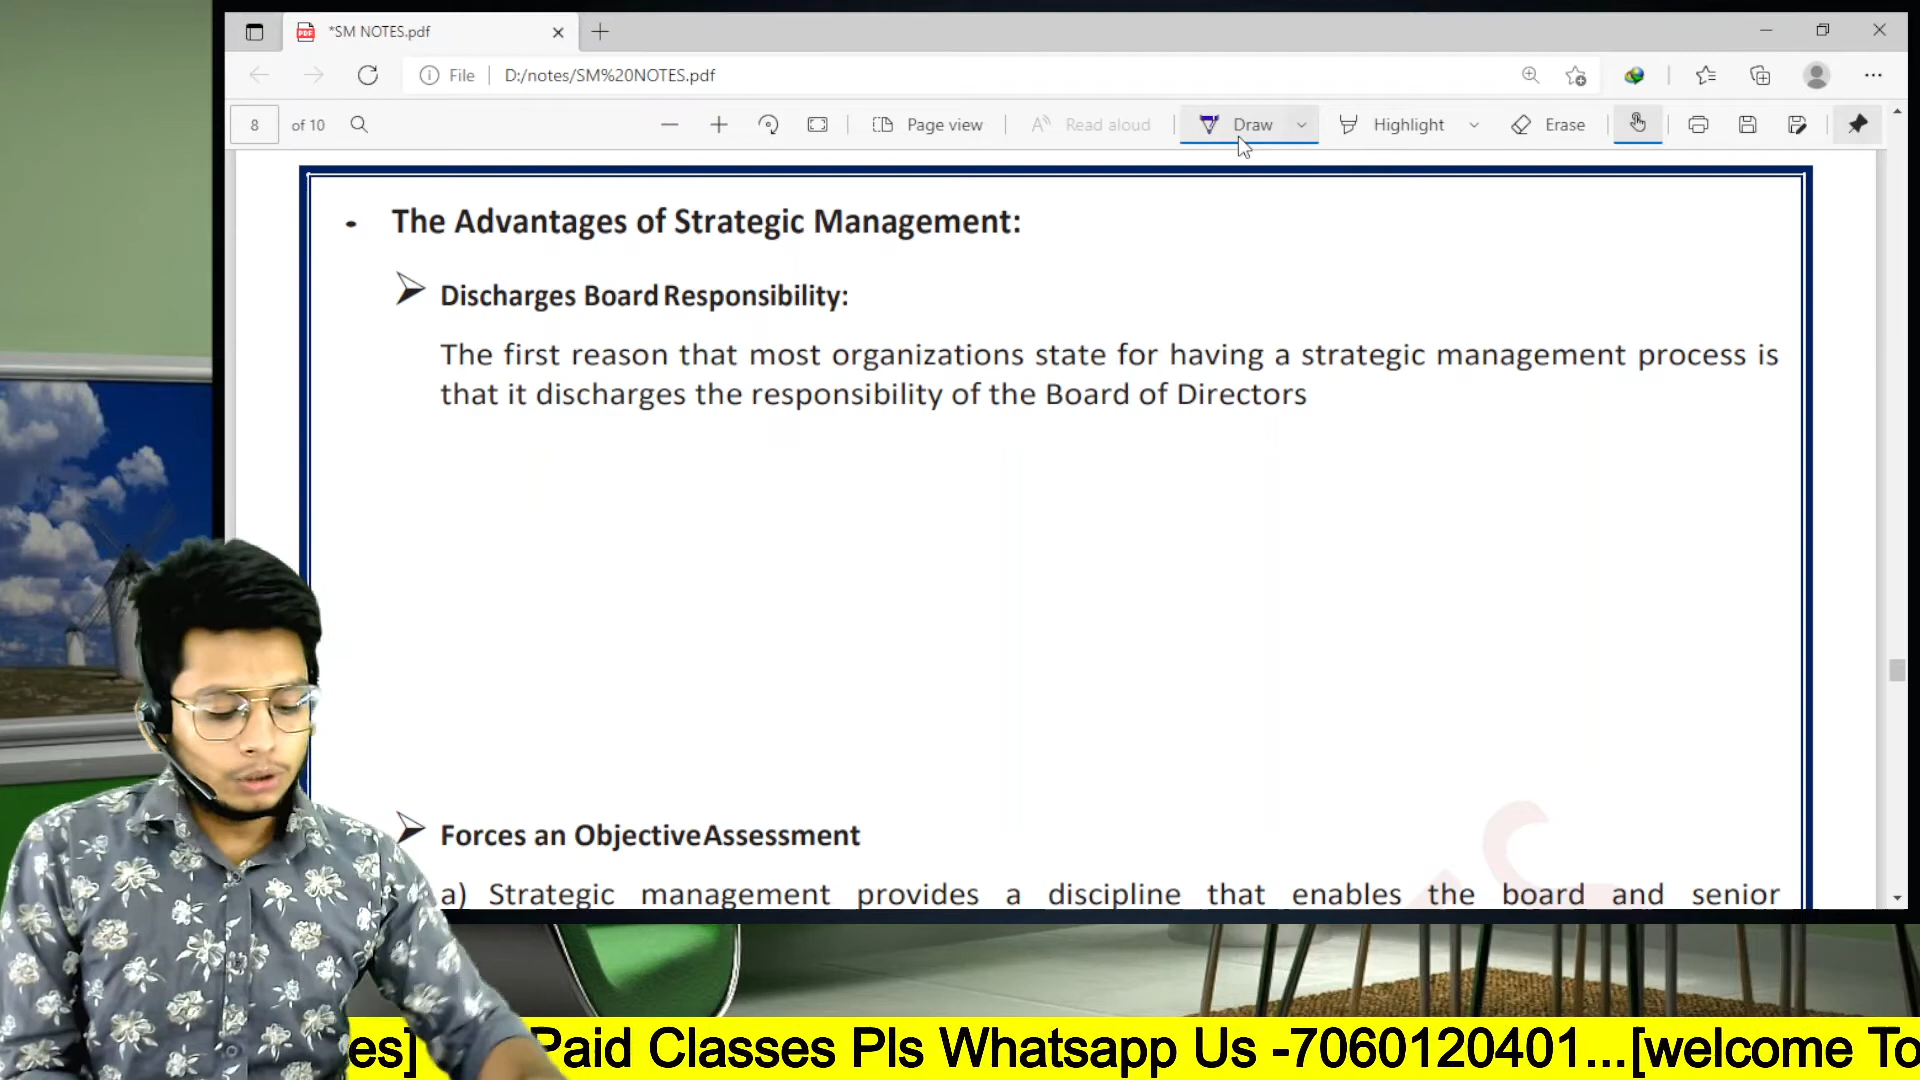 *SM NOTES.pdf
File D:/notes/SM%20NOTES.pdf
8 of 10 Page view Read aloud Draw Highlight Erase
• The Advantages of Strategic Management:
Discharges Board Responsibility:
The first reason that most organizations state for having a strategic management process is
that it discharges the responsibility of the Board of Directors
Forces an Objective Assessment
a) Strategic management provides a discipline that enables the board and senior
es] Paid Classes Pls Whatsapp Us -7060120401...[welcome To